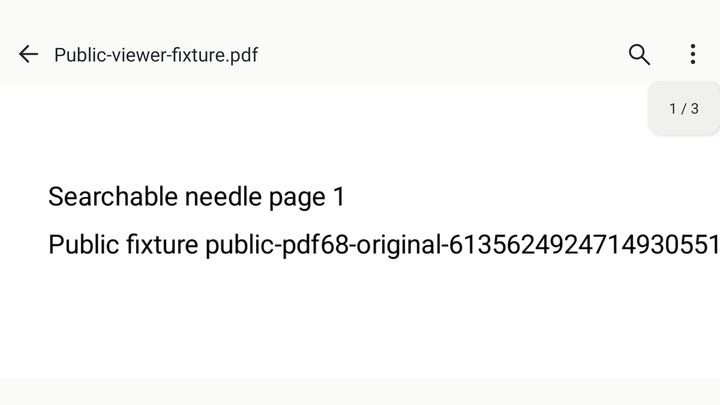 Public-viewer-fixture.pdf
1 / 3
Searchable needle page 1
Public fixture public-pdf68-original-6135624924714930551